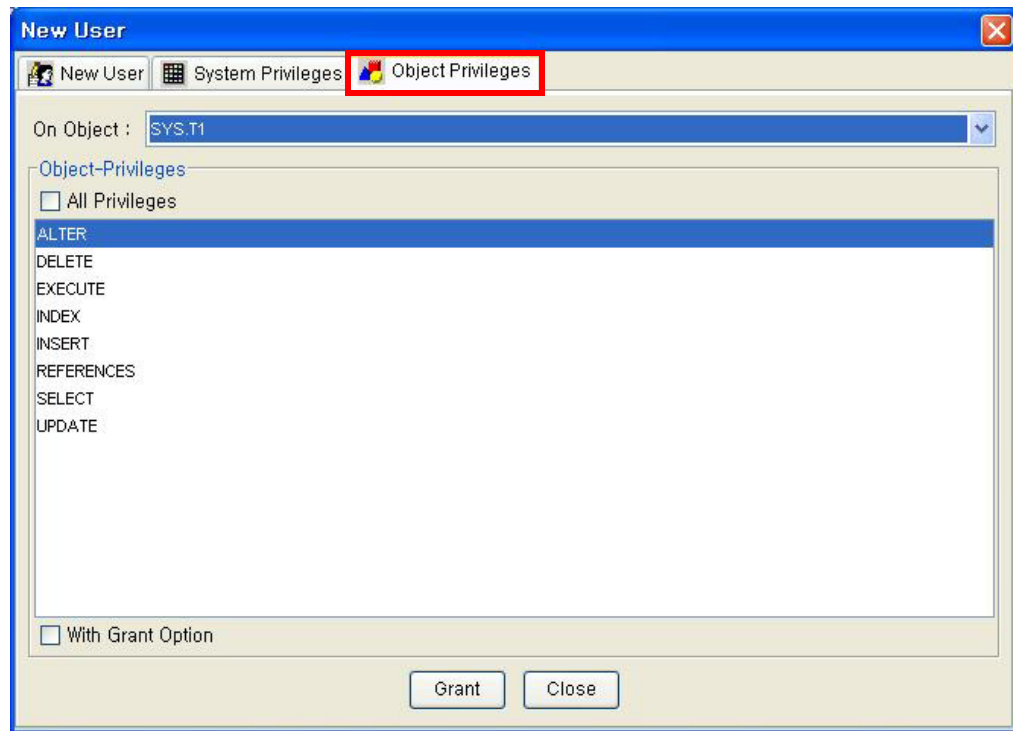 New User
New User System Privileges Object Privileges
On Object : SYS.T1
Object-Privileges
All Privileges
ALTER
DELETE
EXECUTE
INDEX
INSERT
REFERENCES
SELECT
UPDATE
With Grant Option
Grant Close